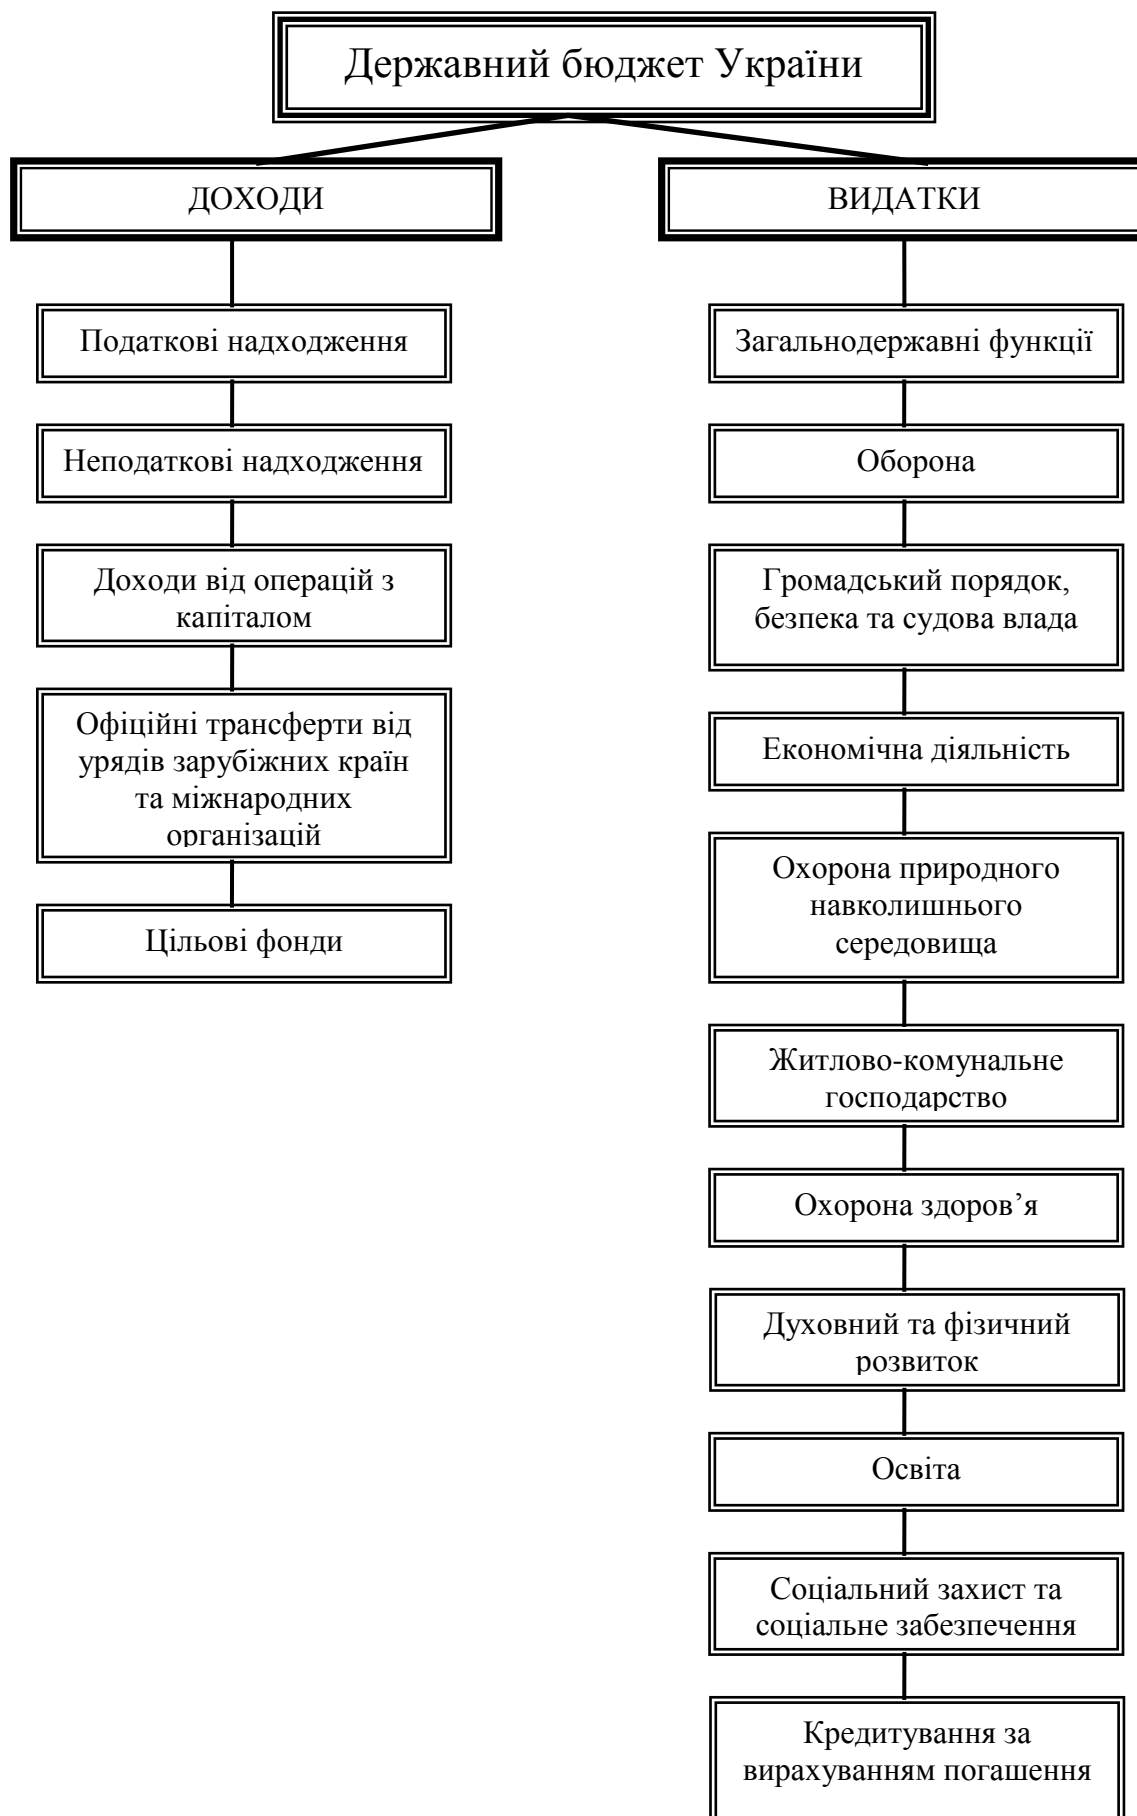 Державний бюджет України
ДОХОДИ
Податкові надходження
Неподаткові надходження
Доходи від операцій з
капіталом
Офіційні трансферти від
урядів зарубіжних країн
та міжнародних
організацій
Цільові фонди
ВИДАТКИ
Загальнодержавні функції
Оборона
Громадський порядок,
безпека та судова влада
Економічна діяльність
Охорона природного
навколишнього
середовища
Житлово-комунальне
господарство
Охорона здоров’я
Духовний та фізичний
розвиток
Освіта
Соціальний захист та
соціальне забезпечення
Кредитування за
вирахуванням погашення